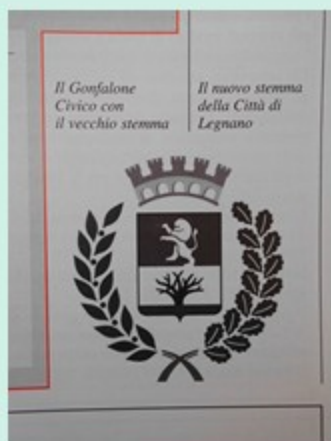 Il Gonfalone
Civico con
il vecchio stemma
Il nuovo stemma
della Città di
Legnano